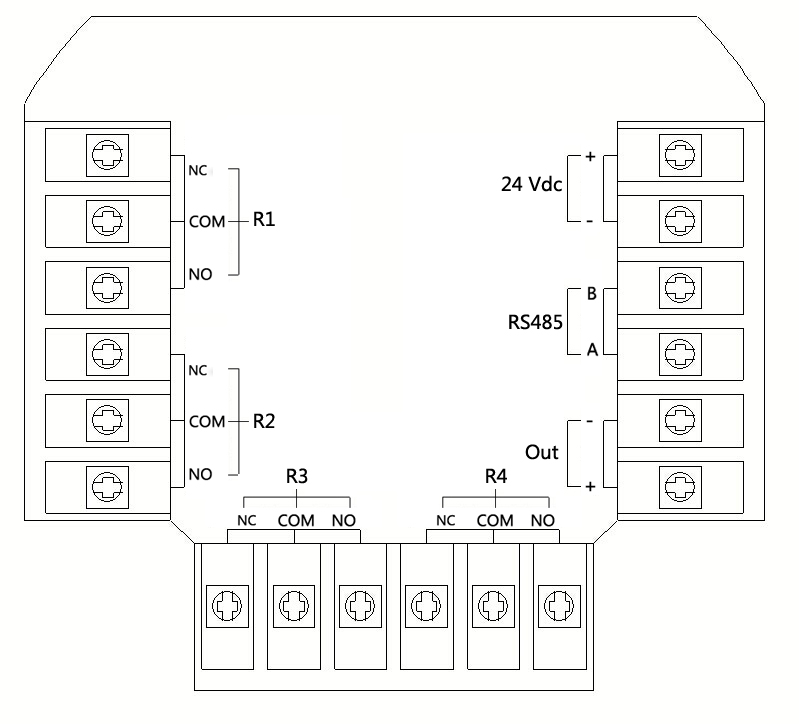 NC
COM
NO
R1
NC
COM
NO
R2
24 Vdc
+
-
RS485
B
A
Out
-
+
R3
NC COM NO
R4
NC COM NO